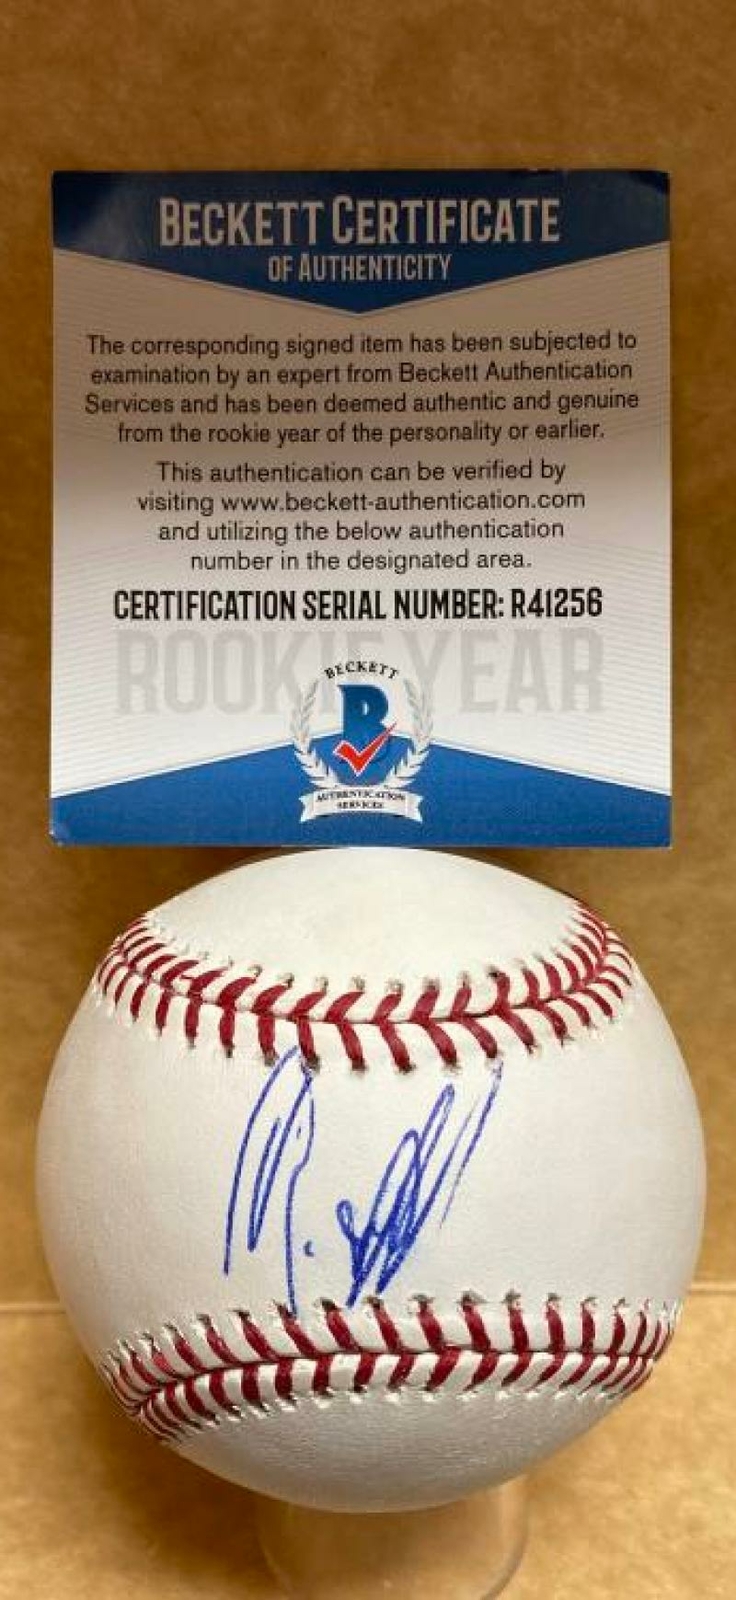 BECKETT CERTIFICATE
OF AUTHENTICITY
The corresponding signed item has been subjected to
examination by an expert from Beckett Authentication
Services and has been deemed authentic and genuine
from the rookie year of the personality or earlier.
This authentication can be verified by
visiting www.beckett-authentication.com
and utilizing the below authentication
number in the designated area.
CERTIFICATION SERIAL NUMBER: R41256
ROOKIE YEAR
BECKETT
B
AUTHENTICATION
SERVICES